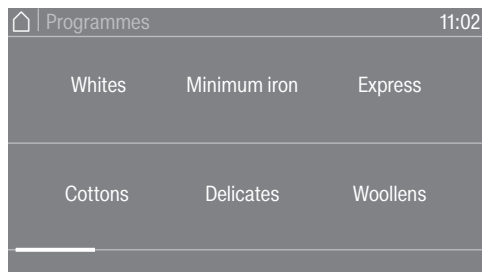 Programmes 11:02
Whites Minimum iron Express
Cottons Delicates Woollens